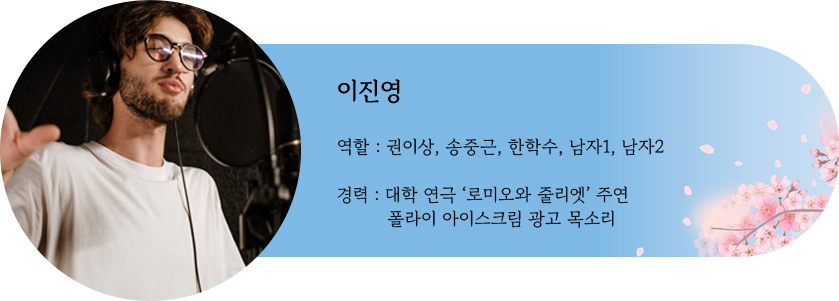 이진영
역할 : 권이상, 송중근, 한학수, 남자1, 남자2
경력 : 대학 연극 ‘로미오와 줄리엣’ 주연
폴라이 아이스크림 광고 목소리